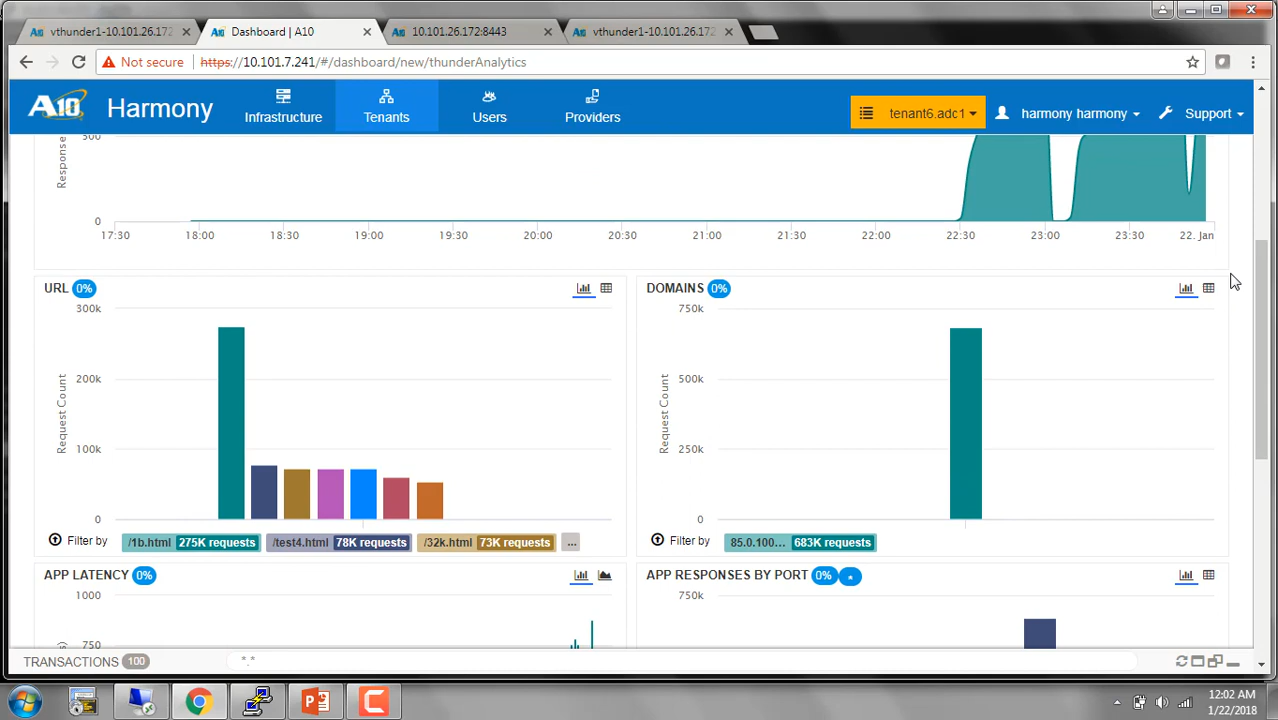 vthunder1-10.101.26.172
Dashboard | A10
10.101.26.172:8443
vthunder1-10.101.26.172
Not secure
https://10.101.7.241/#/dashboard/new/thunderAnalytics
A10
Harmony
Infrastructure
Tenants
Users
Providers
tenant6.adc1
harmony harmony
Support
Response
500
0
17:30
18:00
18:30
19:00
19:30
20:00
20:30
21:00
21:30
22:00
22:30
23:00
23:30
22. Jan
URL 0%
300k
200k
100k
0
Request Count
Filter by
/1b.html 275K requests
/test4.html 78K requests
/32k.html 73K requests
...
DOMAINS 0%
750k
500k
250k
0
Request Count
Filter by
85.0.100... 683K requests
APP LATENCY 0%
1000
750
APP RESPONSES BY PORT 0% *
750k
TRANSACTIONS 100
*.*
12:02 AM
1/22/2018